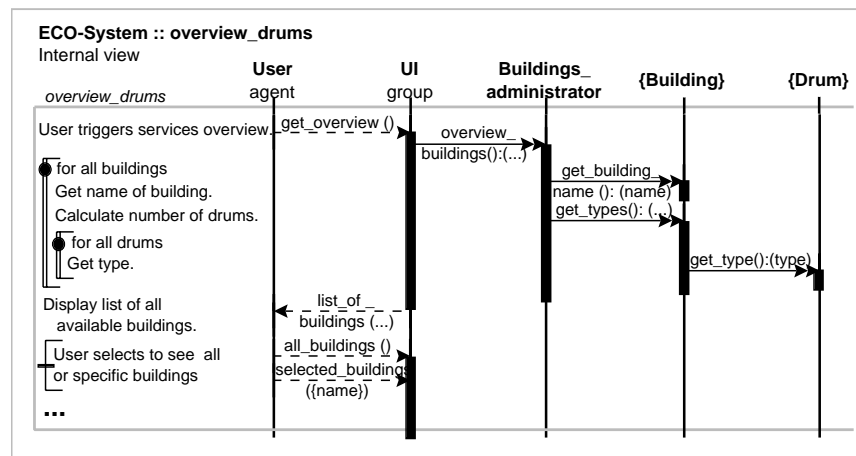 ECO-System :: overview_drums
Internal view
User
agent
UI
group
Buildings_
administrator
{Building}
{Drum}
overview_drums
User triggers services overview.
get_overview ()
overview_
buildings():(...)
for all buildings
get_building_
Get name of building.
name (): (name)
Calculate number of drums.
get_types(): (...)
for all drums
Get type.
get_type():(type)
Display list of all
available buildings.
list_of _
buildings (...)
User selects to see all
or specific buildings
all_buildings ()
selected_buildings
({name})
...